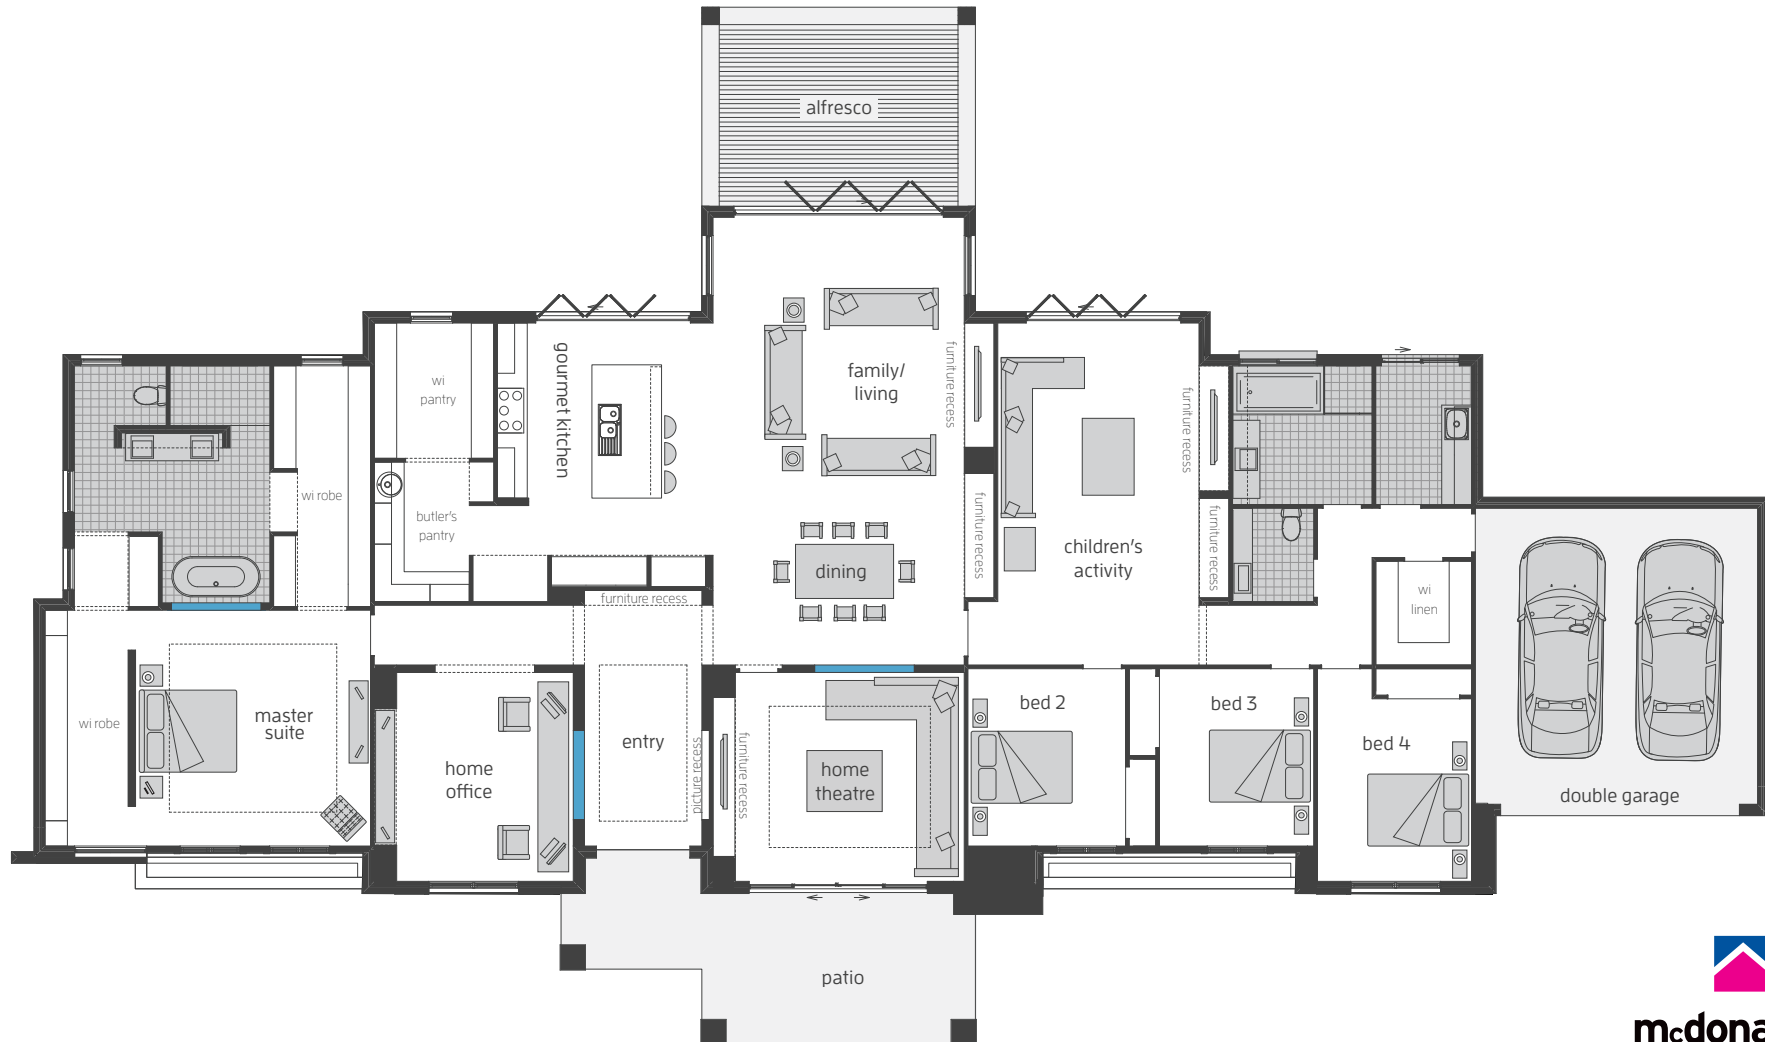 alfresco
gourmet kitchen
family/
living
furniture recess
wi
pantry
furniture recess
wi robe
butler's
pantry
furniture recess
furniture recess
children's
activity
dining
wi
linen
furniture recess
bed 2
bed 3
wi robe
master
suite
entry
bed 4
picture recess
furniture recess
home
office
home
theatre
double garage
patio
mcdona